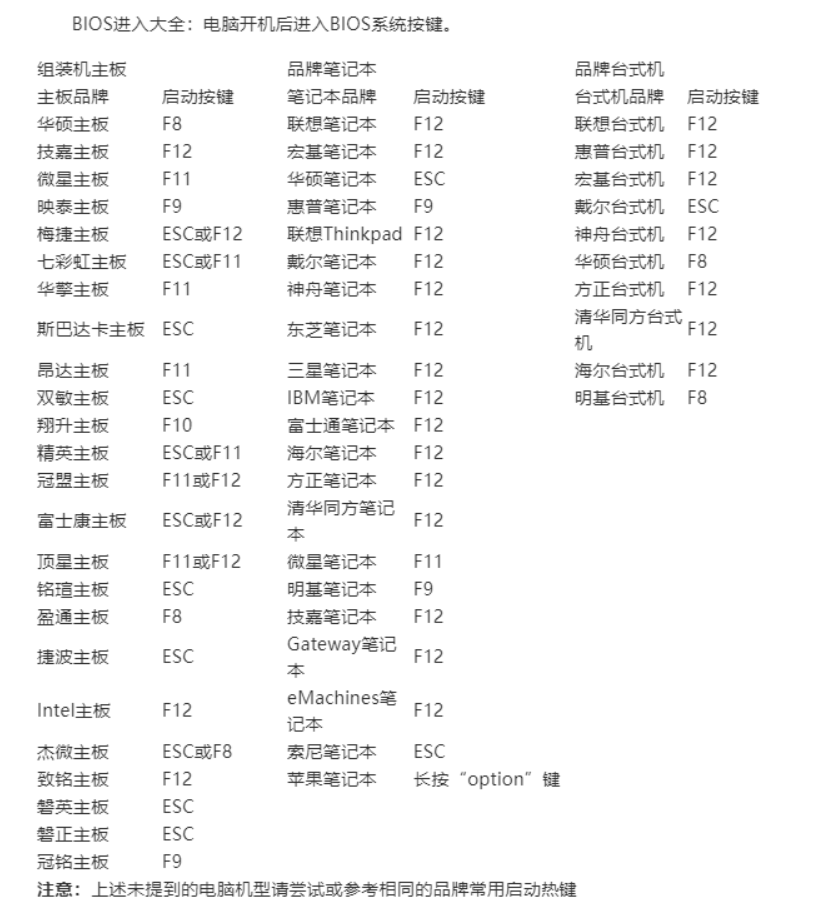 BIOS进入大全：电脑开机后进入BIOS系统按键。
组装机主板 品牌笔记本 品牌台式机
主板品牌 启动按键 笔记本品牌 启动按键 台式机品牌 启动按键
华硕主板 F8 联想笔记本 F12 联想台式机 F12
技嘉主板 F12 宏基笔记本 F12 惠普台式机 F12
微星主板 F11 华硕笔记本 ESC 宏基台式机 F12
映泰主板 F9 惠普笔记本 F9 戴尔台式机 ESC
梅捷主板 ESC或F12 联想Thinkpad F12 神舟台式机 F12
七彩虹主板 ESC或F11 戴尔笔记本 F12 华硕台式机 F8
华擎主板 F11 神舟笔记本 F12 方正台式机 F12
斯巴达卡主板 ESC 东芝笔记本 F12 清华同方台式
机 F12
昂达主板 F11 三星笔记本 F12 海尔台式机 F12
双敏主板 ESC IBM笔记本 F12 明基台式机 F8
翔升主板 F10 富士通笔记本 F12
精英主板 ESC或F11 海尔笔记本 F12
冠盟主板 F11或F12 方正笔记本 F12
富士康主板 ESC或F12 清华同方笔记
本 F12
顶星主板 F11或F12 微星笔记本 F11
铭瑄主板 ESC 明基笔记本 F9
盈通主板 F8 技嘉笔记本 F12
捷波主板 ESC Gateway笔记
本 F12
Intel主板 F12 eMachines笔
记本 F12
杰微主板 ESC或F8 索尼笔记本 ESC
致铭主板 F12 苹果笔记本 长按“option”键
磐英主板 ESC
磐正主板 ESC
冠铭主板 F9
注意：上述未提到的电脑机型请尝试或参考相同的品牌常用启动热键